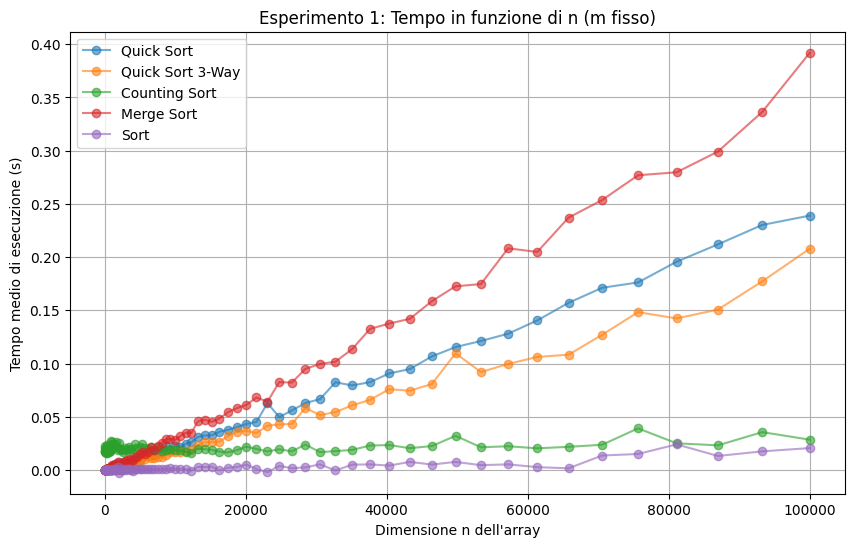 Esperimento 1: Tempo in funzione di n (m fisso)
Quick Sort
Quick Sort 3-Way
Counting Sort
Merge Sort
Sort
Tempo medio di esecuzione (s)
0.40
0.35
0.30
0.25
0.20
0.15
0.10
0.05
0.00
0
20000
40000
60000
80000
100000
Dimensione n dell'array